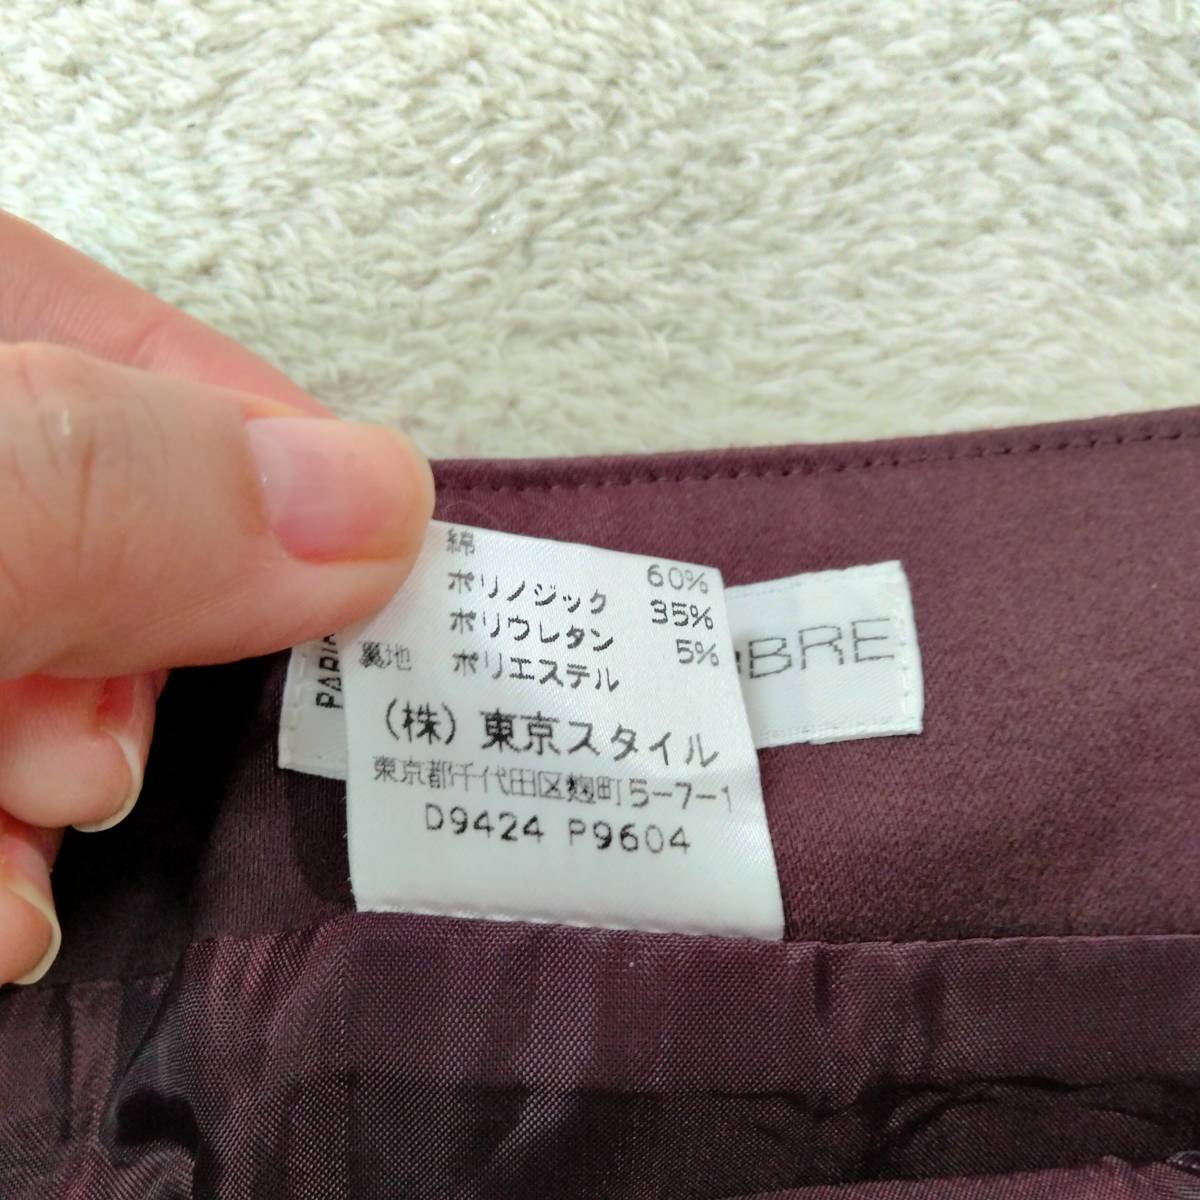 綿 60%
ポリノジック 35%
ポリウレタン 5%
裏地 ポリエステル
(株) 東京スタイル
東京都千代田区麹町5-7-1
D9424 P9604
BRE